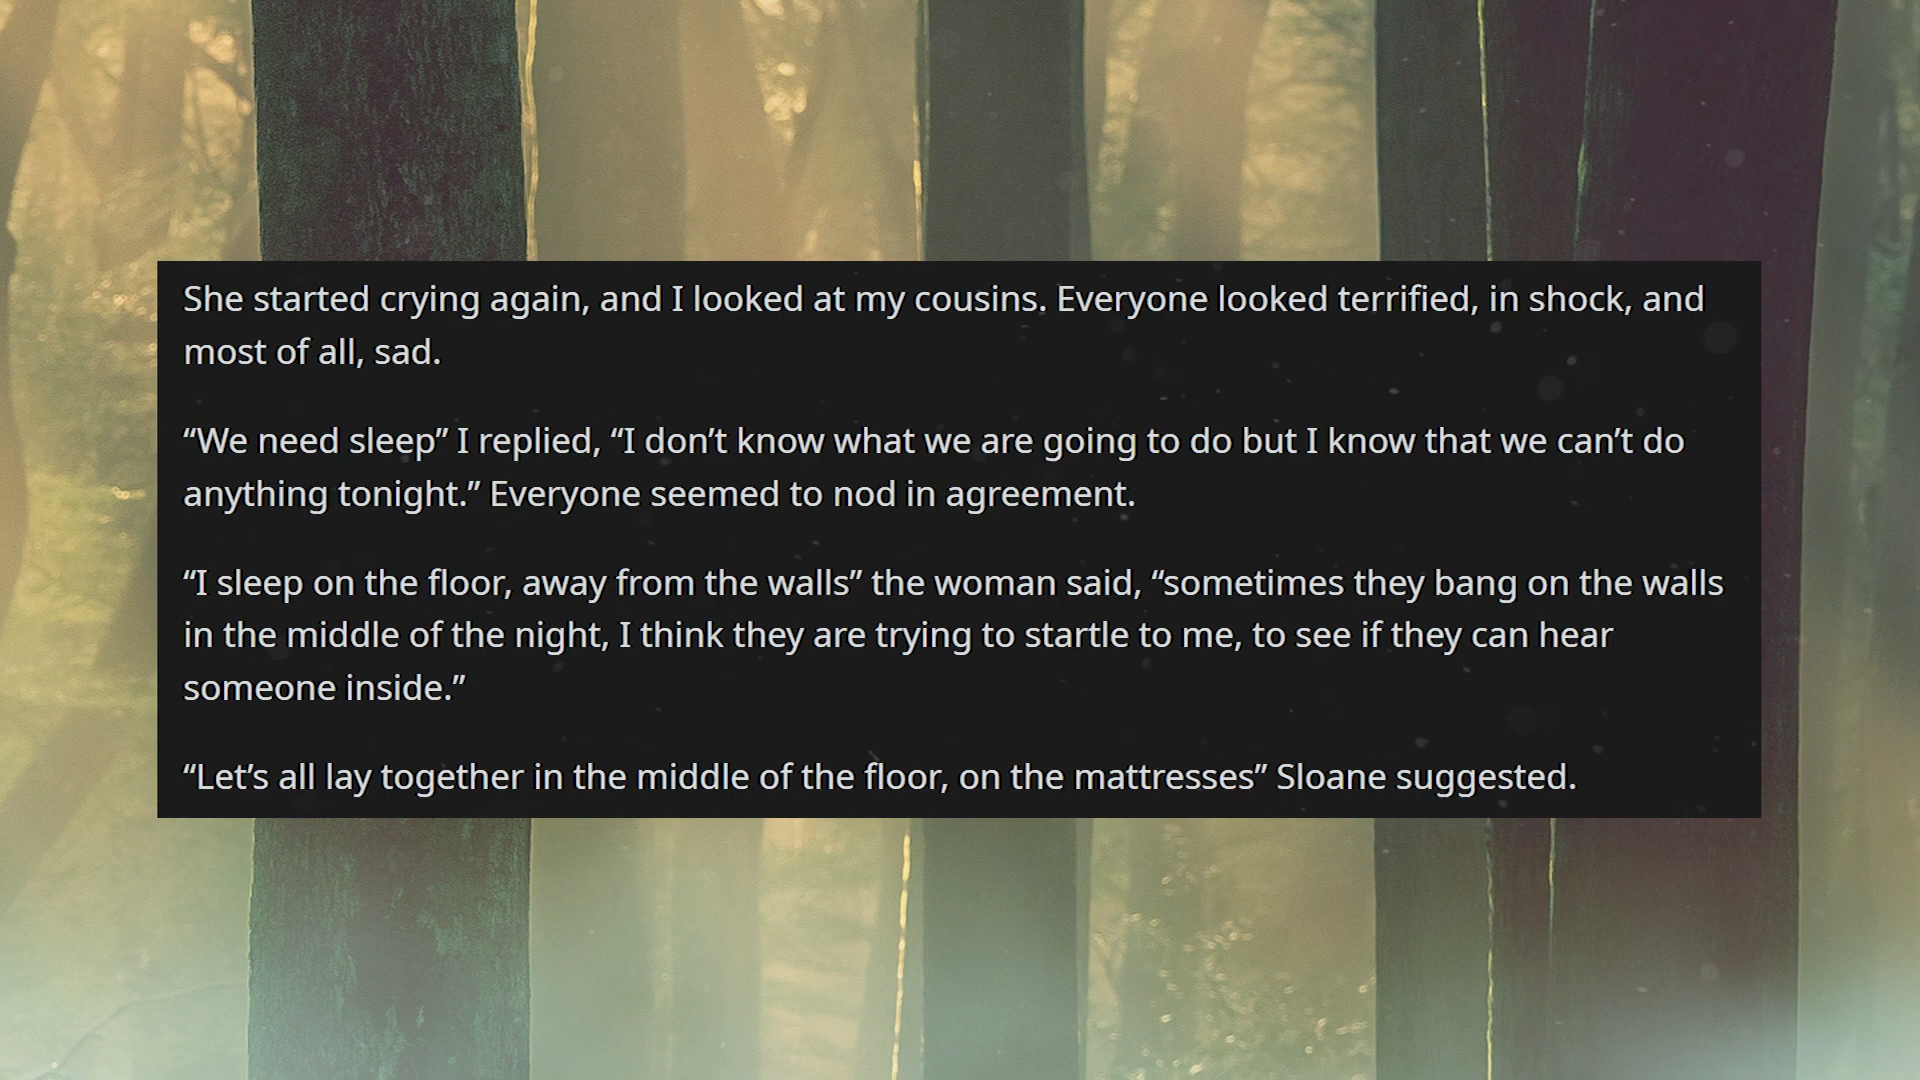 She started crying again, and I looked at my cousins. Everyone looked terrified, in shock, and
most of all, sad.
“We need sleep” I replied, “I don’t know what we are going to do but I know that we can’t do
anything tonight.” Everyone seemed to nod in agreement.
“I sleep on the floor, away from the walls” the woman said, “sometimes they bang on the walls
in the middle of the night, I think they are trying to startle to me, to see if they can hear
someone inside.”
“Let’s all lay together in the middle of the floor, on the mattresses” Sloane suggested.